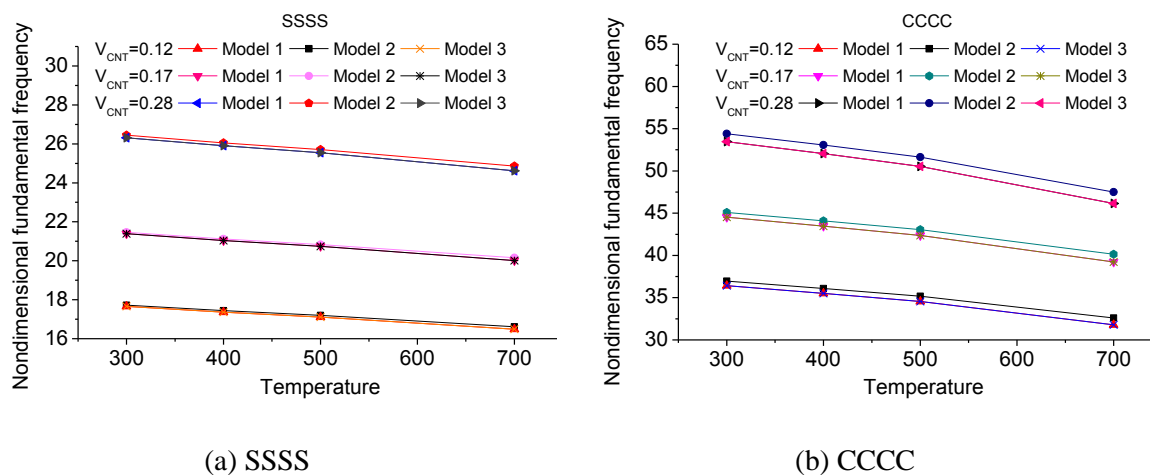 SSSS
V_CNT=0.12 Model 1 Model 2 Model 3
V_CNT=0.17 Model 1 Model 2 Model 3
V_CNT=0.28 Model 1 Model 2 Model 3
Nondimensional fundamental frequency
30
28
26
24
22
20
18
16
300 400 500 600 700
Temperature
(a) SSSS
CCCC
V_CNT=0.12 Model 1 Model 2 Model 3
V_CNT=0.17 Model 1 Model 2 Model 3
V_CNT=0.28 Model 1 Model 2 Model 3
Nondimensional fundamental frequency
65
60
55
50
45
40
35
30
300 400 500 600 700
Temperature
(b) CCCC